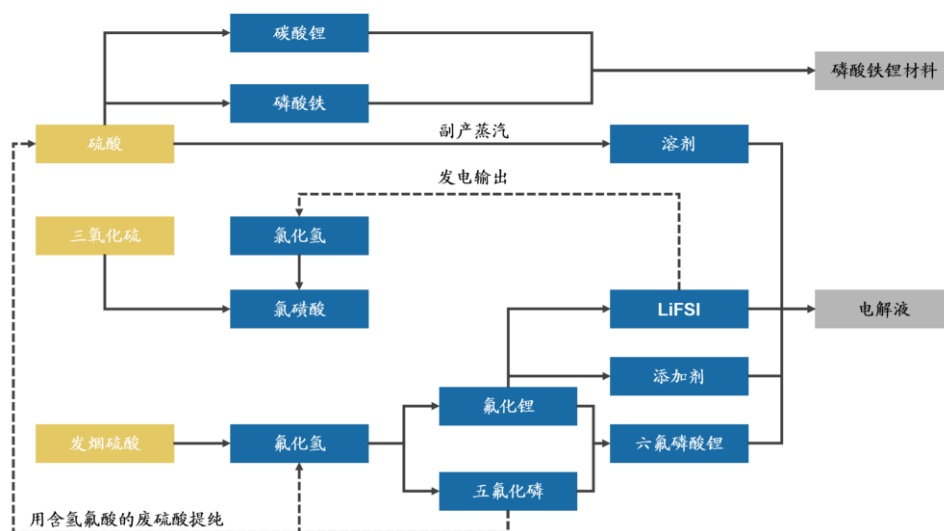 碳酸锂
磷酸铁锂材料
磷酸铁
硫酸
副产蒸汽
溶剂
发电输出
三氧化硫
氯化氢
氯磺酸
LiFSI
电解液
添加剂
氟化锂
发烟硫酸
氟化氢
六氟磷酸锂
五氟化磷
用含氢氟酸的废硫酸提纯